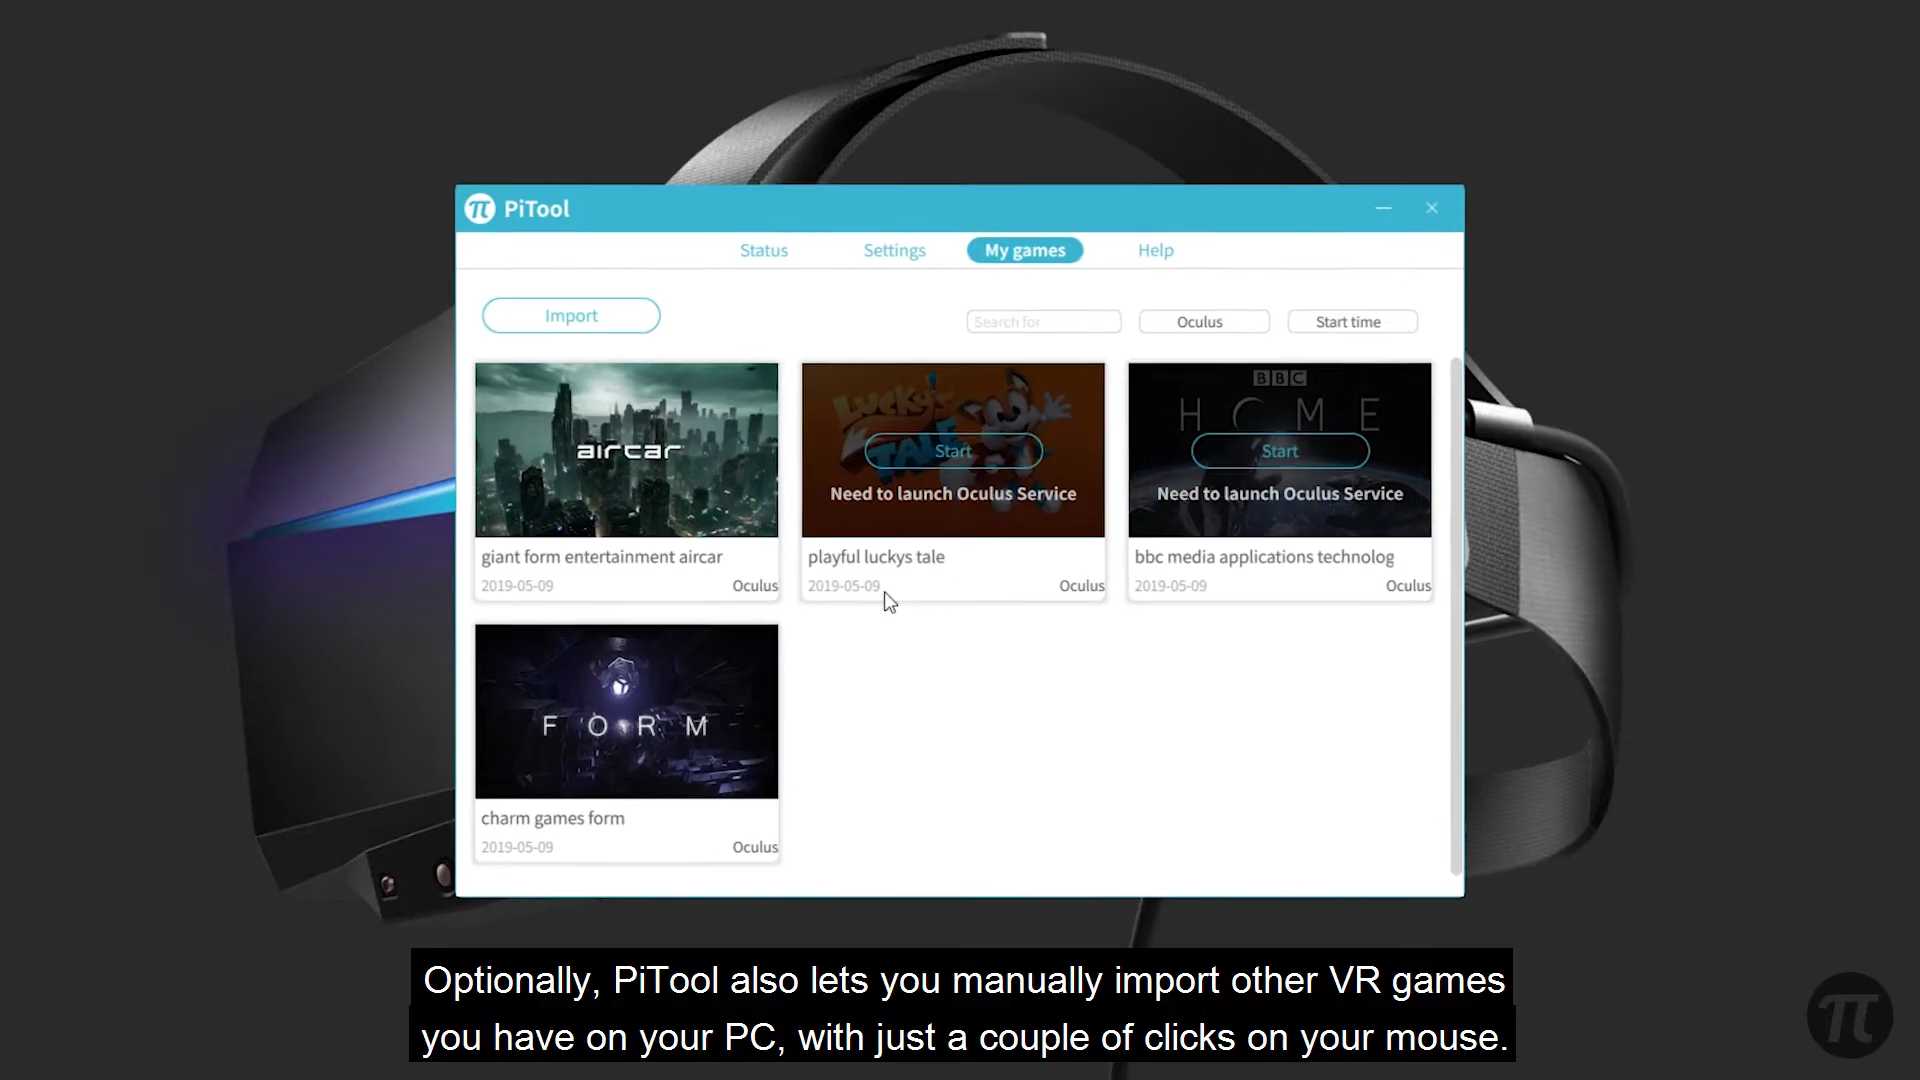 π PiTool
Status Settings My games Help
Import Search for Oculus Start time
aircar
LUCKY'S TALE
Start
Need to launch Oculus Service
BBC
HOME
Start
Need to launch Oculus Service
giant form entertainment aircar
2019-05-09 Oculus
playful luckys tale
2019-05-09 Oculus
bbc media applications technolog
2019-05-09 Oculus
FORM
charm games form
2019-05-09 Oculus
Optionally, PiTool also lets you manually import other VR games
you have on your PC, with just a couple of clicks on your mouse.
π